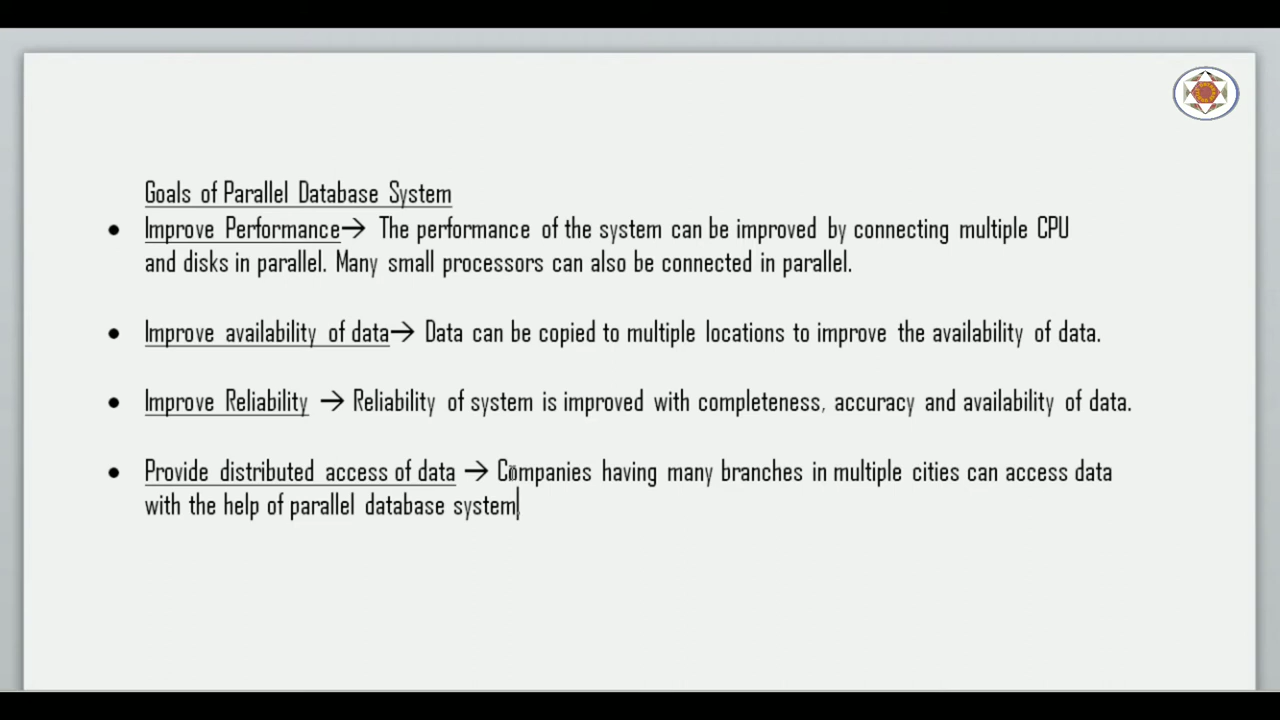 Goals of Parallel Database System
• Improve Performance→ The performance of the system can be improved by connecting multiple CPU
and disks in parallel. Many small processors can also be connected in parallel.
• Improve availability of data→ Data can be copied to multiple locations to improve the availability of data.
• Improve Reliability → Reliability of system is improved with completeness, accuracy and availability of data.
• Provide distributed access of data → Companies having many branches in multiple cities can access data
with the help of parallel database system